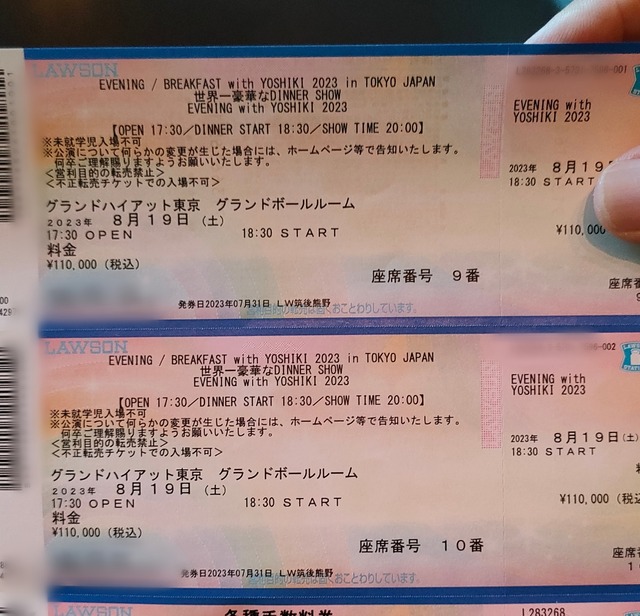 LAWSON
EVENING / BREAKFAST with YOSHIKI 2023 in TOKYO JAPAN
世界一豪華なDINNER SHOW
EVENING with YOSHIKI 2023
【OPEN 17:30/DINNER START 18:30/SHOW TIME 20:00】
※未就学児入場不可
※公演について何らかの変更が生じた場合には、ホームページ等で告知いたします。
何卒ご理解賜りますようお願いいたします。
<営利目的の転売禁止>
<不正転売チケットでの入場不可>
グランドハイアット東京 グランドボールルーム
2023年 8月19日 (土)
17:30 OPEN 18:30 START
料金
¥110,000 (税込)
座席番号 9番
発券日2023年07月31日 LW筑後熊野
EVENING with
YOSHIKI 2023
2023年 8月19
18:30 START
¥110,00
座席番
LAWSON
EVENING / BREAKFAST with YOSHIKI 2023 in TOKYO JAPAN
世界一豪華なDINNER SHOW
EVENING with YOSHIKI 2023
【OPEN 17:30/DINNER START 18:30/SHOW TIME 20:00】
※未就学児入場不可
※公演について何らかの変更が生じた場合には、ホームページ等で告知いたします。
何卒ご理解賜りますようお願いいたします。
<営利目的の転売禁止>
<不正転売チケットでの入場不可>
グランドハイアット東京 グランドボールルーム
2023年 8月19日 (土)
17:30 OPEN 18:30 START
料金
¥110,000 (税込)
座席番号 10番
発券日2023年07月31日 LW筑後熊野
-002
EVENING with
YOSHIKI 2023
2023年 8月19日(土)
18:30 START
¥110,000 (税込
座席番
LAWSON
各種手数料券
L283268